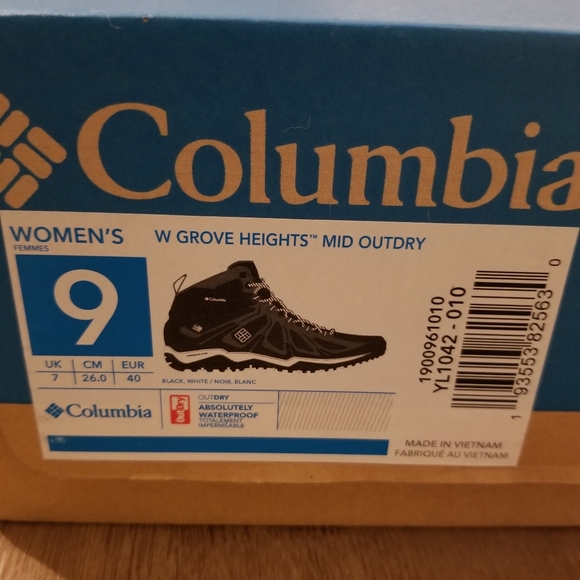 Columbia
WOMEN'S
FEMMES
W GROVE HEIGHTS™ MID OUTDRY
9
UK CM EUR
7 26.0 40
BLACK, WHITE / NOIR, BLANC
Columbia
OUTDRY
OUTDRY
ABSOLUTELY
WATERPROOF
TOTALEMENT
IMPERMÉABLE
1900961010
YL1042 - 010
1 93553 82563 0
MADE IN VIETNAM
FABRIQUÉ AU VIETNAM
Columbia